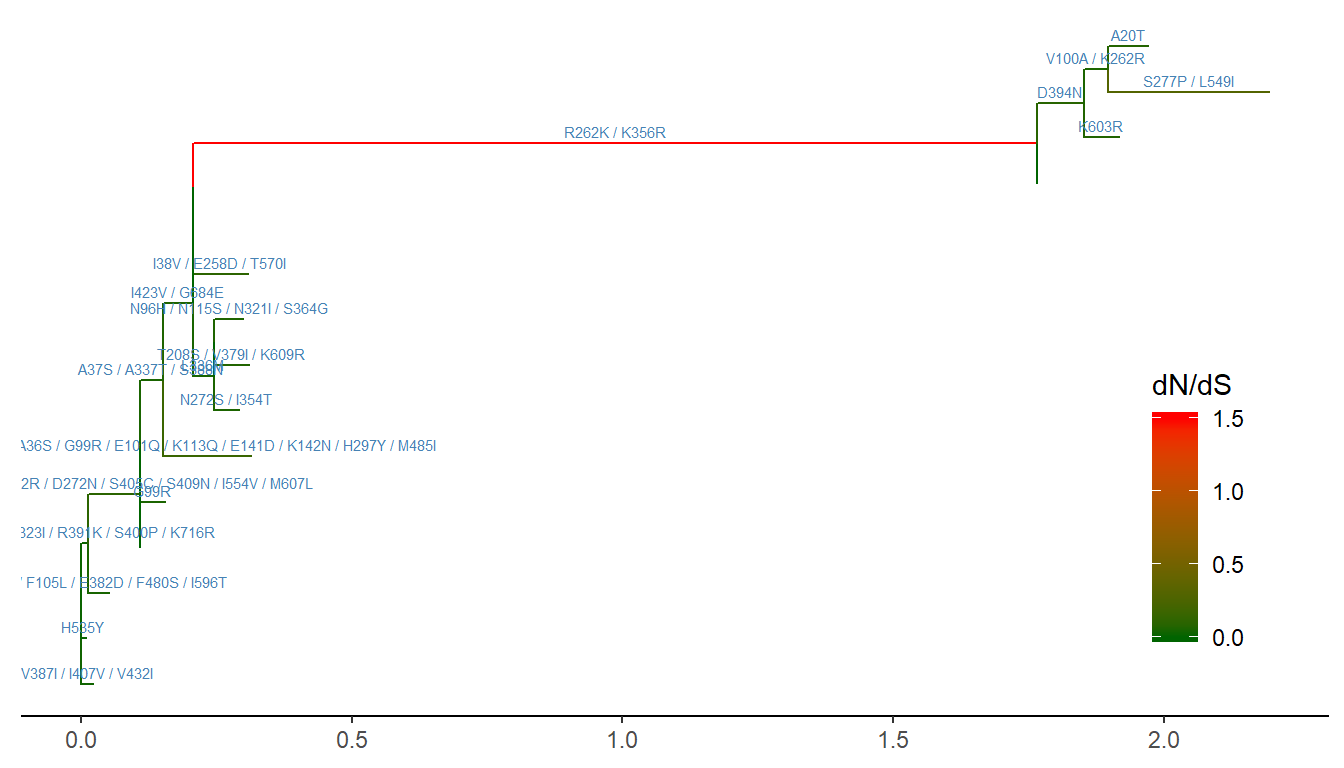 A20T
V100A / K262R
S277P / L549I
D394N
K603R
R262K / K356R
I38V / E258D / T570I
I423V / G684E
N96H / N115S / N321I / S364G
T208S / V379I / K609R
A37S / A337T / S388N
N272S / I354T
dN/dS
1.5
1.0
0.5
0.0
A36S / G99R / E101Q / K113Q / E141D / K142N / H297Y / M485I
2R / D272N / S405C / S409N / I554V / M607L
G99R
323I / R391K / S400P / K716R
/ F105L / E382D / F480S / I596T
H535Y
V387I / I407V / V432I
0.0 0.5 1.0 1.5 2.0